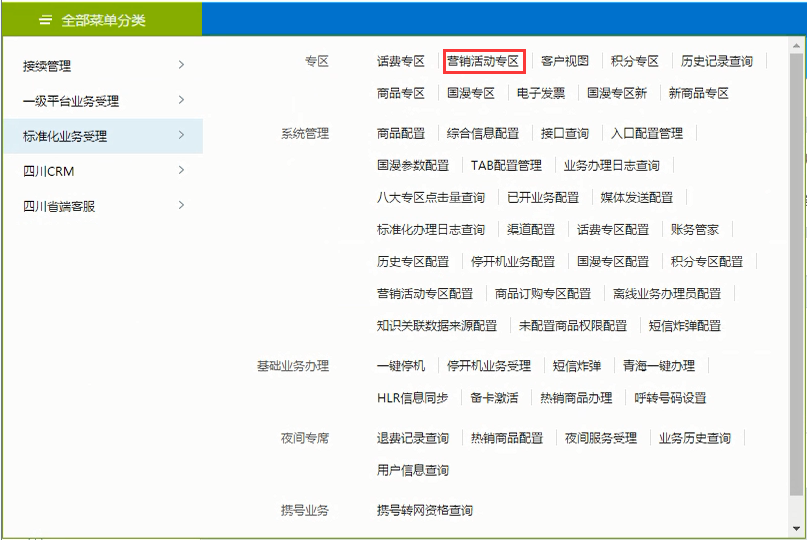 全部菜单分类
接续管理
一级平台业务受理
标准化业务受理
四川CRM
四川省端客服
专区 话费专区 营销活动专区 客户视图 积分专区 历史记录查询
商品专区 国漫专区 电子发票 国漫专区新 新商品专区
系统管理 商品配置 综合信息配置 接口查询 入口配置管理
国漫参数配置 TAB配置管理 业务办理日志查询
八大专区点击量查询 已开业务配置 媒体发送配置
标准化办理日志查询 渠道配置 话费专区配置 账务管家
历史专区配置 停开机业务配置 国漫专区配置 积分专区配置
营销活动专区配置 商品订购专区配置 离线业务办理员配置
知识关联数据来源配置 未配置商品权限配置 短信炸弹配置
基础业务办理 一键停机 停开机业务受理 短信炸弹 青海一键办理
HLR信息同步 备卡激活 热销商品办理 呼转号码设置
夜间专席 退费记录查询 热销商品配置 夜间服务受理 业务历史查询
用户信息查询
携号业务 携号转网资格查询